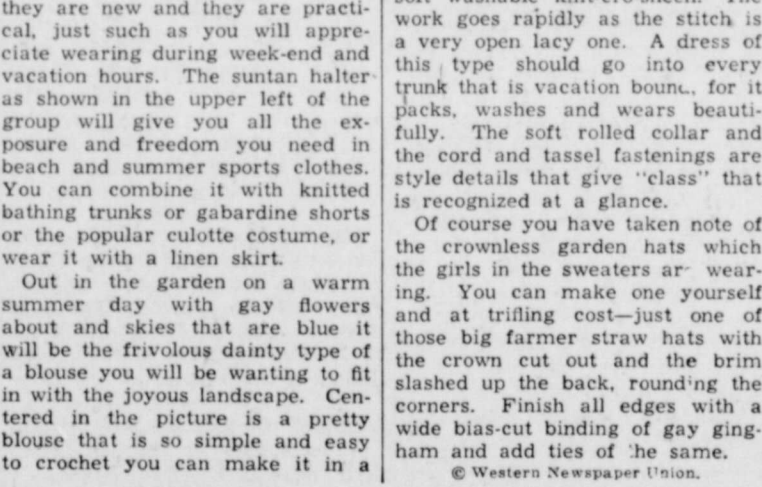 they are new and they are practi-
cal, just such as you will appre-
ciate wearing during week-end and
vacation hours. The suntan halter
as shown in the upper left of the
group will give you all the ex-
posure and freedom you need in
beach and summer sports clothes.
You can combine it with knitted
bathing trunks or gabardine shorts
or the popular culotte costume, or
wear it with a linen skirt.
Out in the garden on a warm
summer day with gay flowers
about and skies that are blue it
will be the frivolous dainty type of
a blouse you will be wanting to fit
in with the joyous landscape. Cen-
tered in the picture is a pretty
blouse that is so simple and easy
to crochet you can make it in a
work goes rapidly as the stitch is
a very open lacy one. A dress of
this type should go into every
trunk that is vacation bound, for it
packs, washes and wears beauti-
fully. The soft rolled collar and
the cord and tassel fastenings are
style details that give "class" that
is recognized at a glance.
Of course you have taken note of
the crownless garden hats which
the girls in the sweaters are wear-
ing. You can make one yourself
and at trifling cost—just one of
those big farmer straw hats with
the crown cut out and the brim
slashed up the back, rounding the
corners. Finish all edges with a
wide bias-cut binding of gay ging-
ham and add ties of the same.
© Western Newspaper Union.